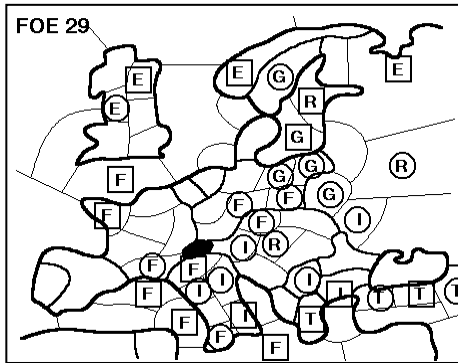 FOE 29
E E G E
E R
G
G R
F G
F F G
F F I
I R
F F
I I
F I I T T T
F I T
F F